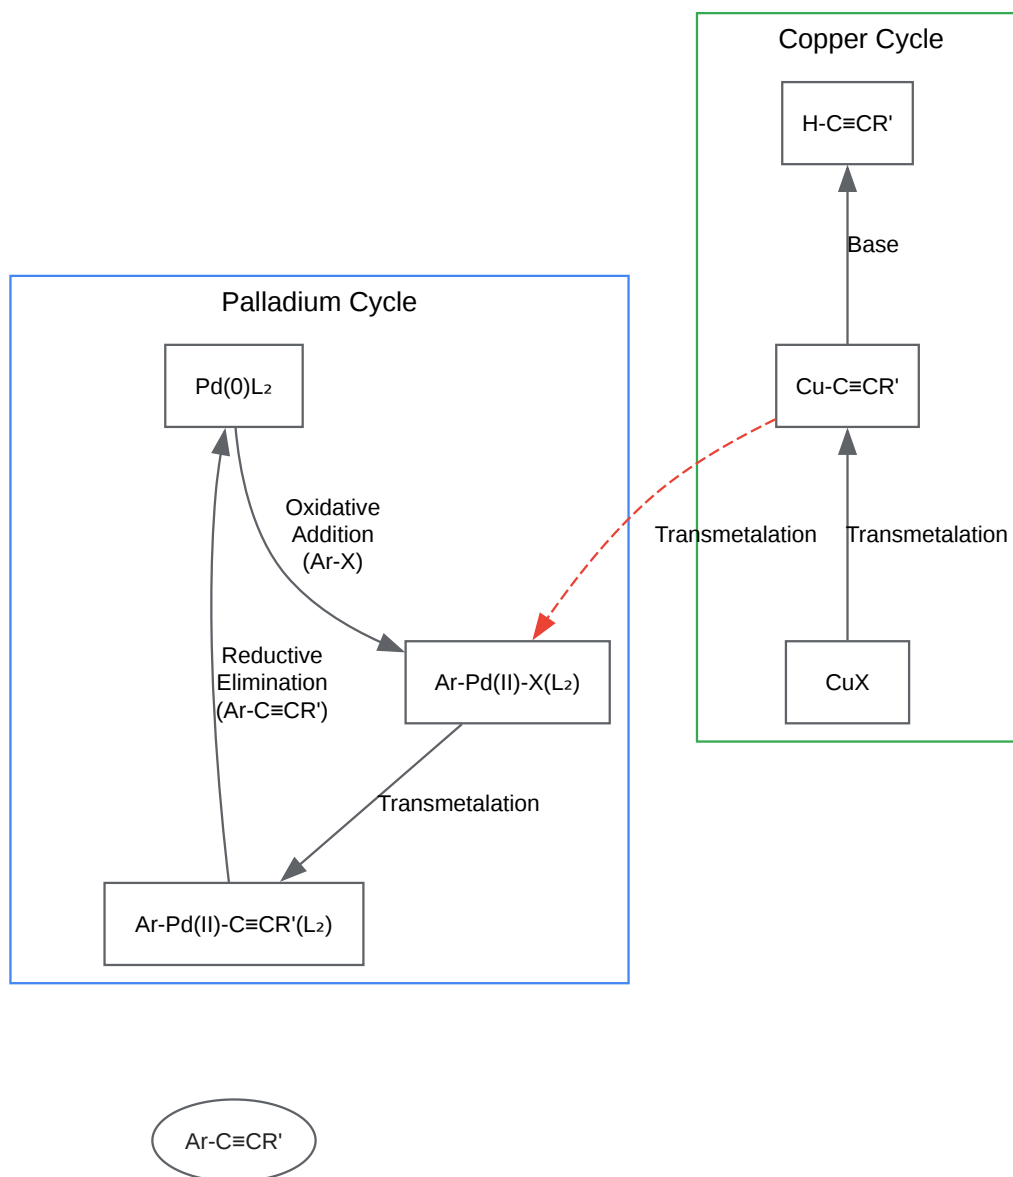 Copper Cycle
H-C≡CR'
Base
Palladium Cycle
Pd(0)L₂
Cu-C≡CR'
Oxidative
Addition
(Ar-X)
Transmetalation
Transmetalation
Reductive
Elimination
(Ar-C≡CR')
Ar-Pd(II)-X(L₂)
CuX
Transmetalation
Ar-Pd(II)-C≡CR'(L₂)
Ar-C≡CR'